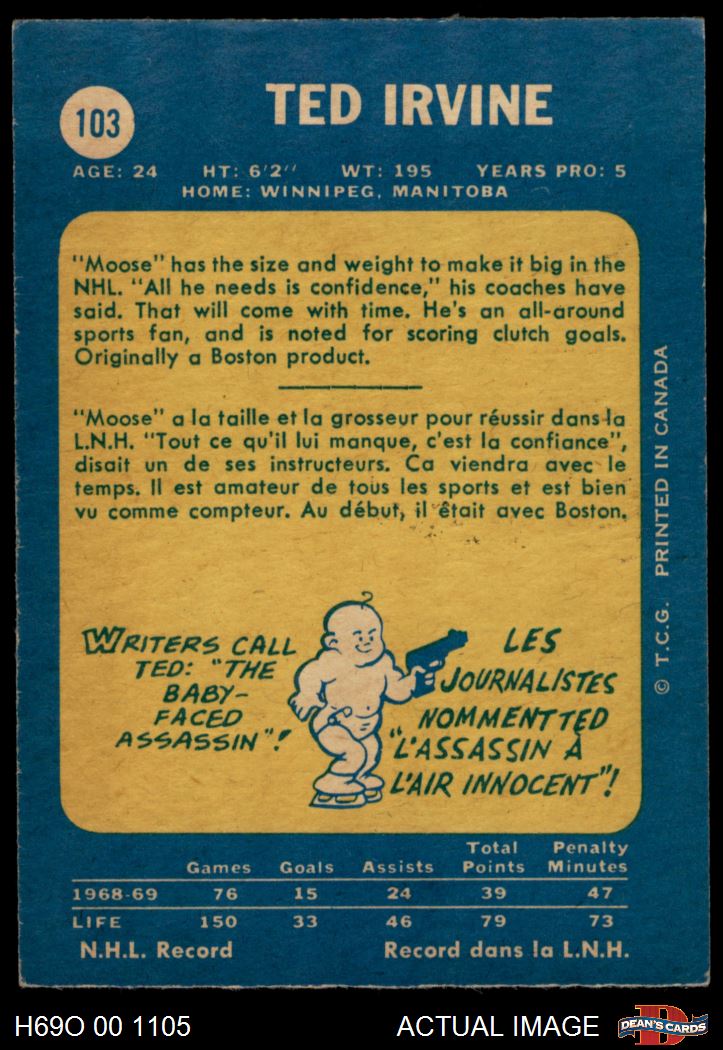 103
TED IRVINE
AGE: 24 HT: 6'2'' WT: 195 YEARS PRO: 5
HOME: WINNIPEG, MANITOBA
"Moose" has the size and weight to make it big in the
NHL. "All he needs is confidence," his coaches have
said. That will come with time. He's an all-around
sports fan, and is noted for scoring clutch goals.
Originally a Boston product.
"Moose" a la taille et la grosseur pour réussir dans la
L.N.H. "Tout ce qu'il lui manque, c'est la confiance",
disait un de ses instructeurs. Ca viendra avec le
temps. Il est amateur de tous les sports et est bien
vu comme compteur. Au début, il êtait avec Boston.
WRITERS CALL
TED: "THE
BABY-
FACED
ASSASSIN"!
LES
JOURNALISTES
NOMMENT TED
"L'ASSASSIN À
L'AIR INNOCENT"!
© T.C.G. PRINTED IN CANADA
Games Goals Assists Total Points Penalty Minutes
1968-69 76 15 24 39 47
LIFE 150 33 46 79 73
N.H.L. Record Record dans la L.N.H.
H69O 00 1105 ACTUAL IMAGE DEAN'S CARDS